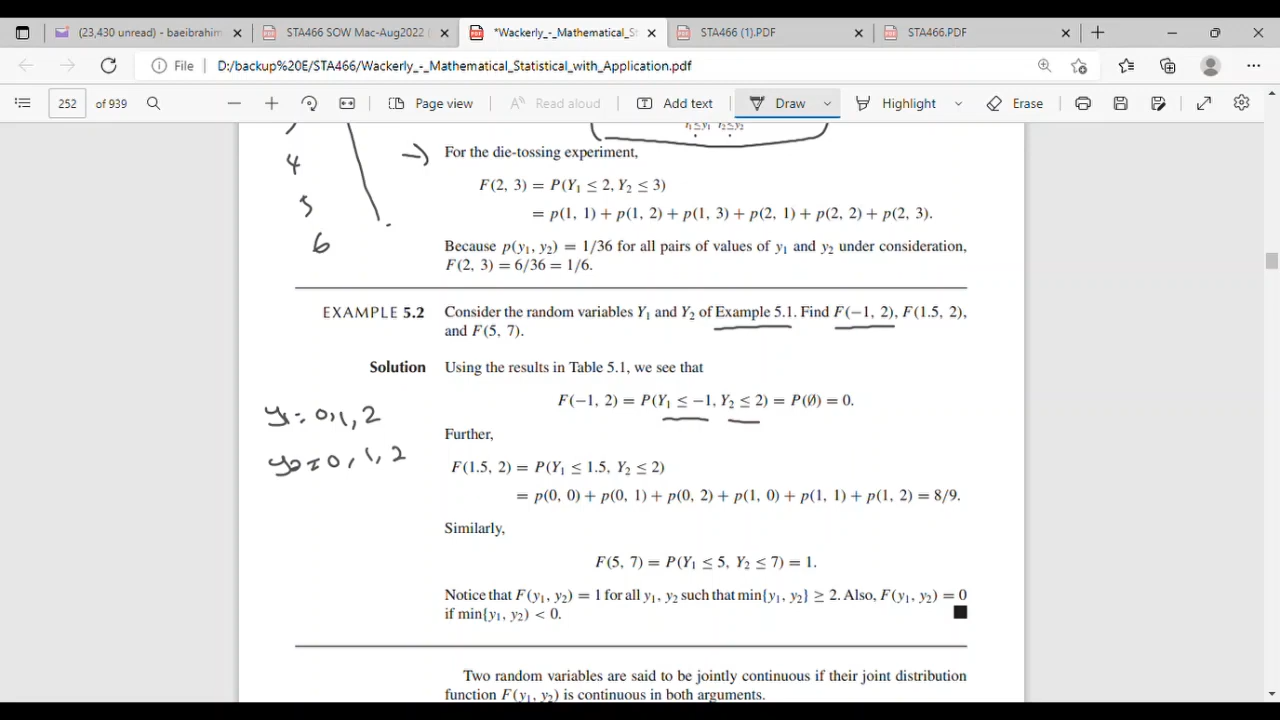 (23,430 unread) - baeibrahim
STA466 SOW Mac-Aug2022 (
*Wackerly_-_Mathematical_S
STA466 (1).PDF
STA466.PDF
File
D:/backup%20E/STA466/Wackerly_-_Mathematical_Statistical_with_Application.pdf
252 of 939
Page view
Read aloud
Add text
Draw
Highlight
Erase
t₁≤y₁ t₂≤y₂
4
5
6
For the die-tossing experiment,
F(2, 3) = P(Y₁ ≤ 2, Y₂ ≤ 3)
= p(1, 1) + p(1, 2) + p(1, 3) + p(2, 1) + p(2, 2) + p(2, 3).
Because p(y₁, y₂) = 1/36 for all pairs of values of y₁ and y₂ under consideration,
F(2, 3) = 6/36 = 1/6.
EXAMPLE 5.2 Consider the random variables Y₁ and Y₂ of Example 5.1. Find F(−1, 2), F(1.5, 2),
and F(5, 7).
Solution Using the results in Table 5.1, we see that
F(−1, 2) = P(Y₁ ≤ −1, Y₂ ≤ 2) = P(∅) = 0.
y₁ = 0, 1, 2
Further,
y₂ = 0, 1, 2
F(1.5, 2) = P(Y₁ ≤ 1.5, Y₂ ≤ 2)
= p(0, 0) + p(0, 1) + p(0, 2) + p(1, 0) + p(1, 1) + p(1, 2) = 8/9.
Similarly,
F(5, 7) = P(Y₁ ≤ 5, Y₂ ≤ 7) = 1.
Notice that F(y₁, y₂) = 1 for all y₁, y₂ such that min{y₁, y₂} ≥ 2. Also, F(y₁, y₂) = 0
if min{y₁, y₂) < 0.
Two random variables are said to be jointly continuous if their joint distribution
function F(y₁, y₂) is continuous in both arguments.